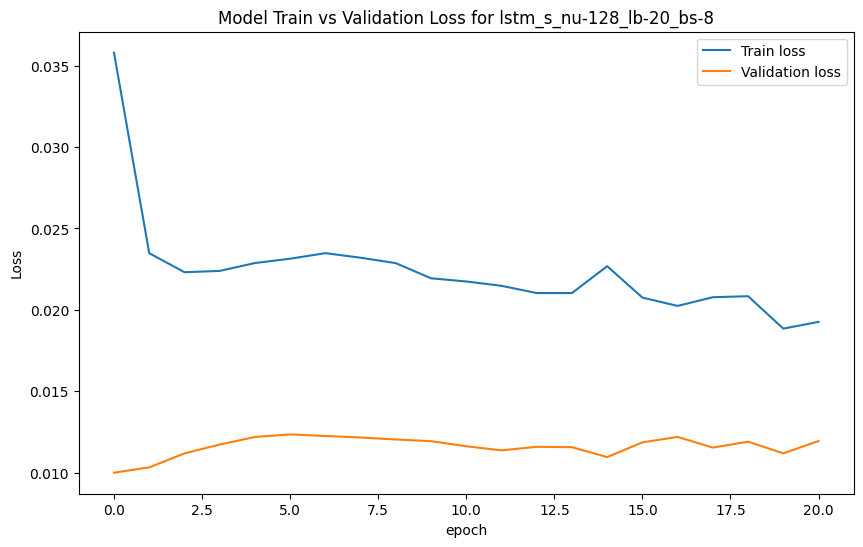 Model Train vs Validation Loss for lstm_s_nu-128_lb-20_bs-8
Train loss
Validation loss
0.035
0.030
0.025
0.020
0.015
0.010
Loss
0.0 2.5 5.0 7.5 10.0 12.5 15.0 17.5 20.0
epoch